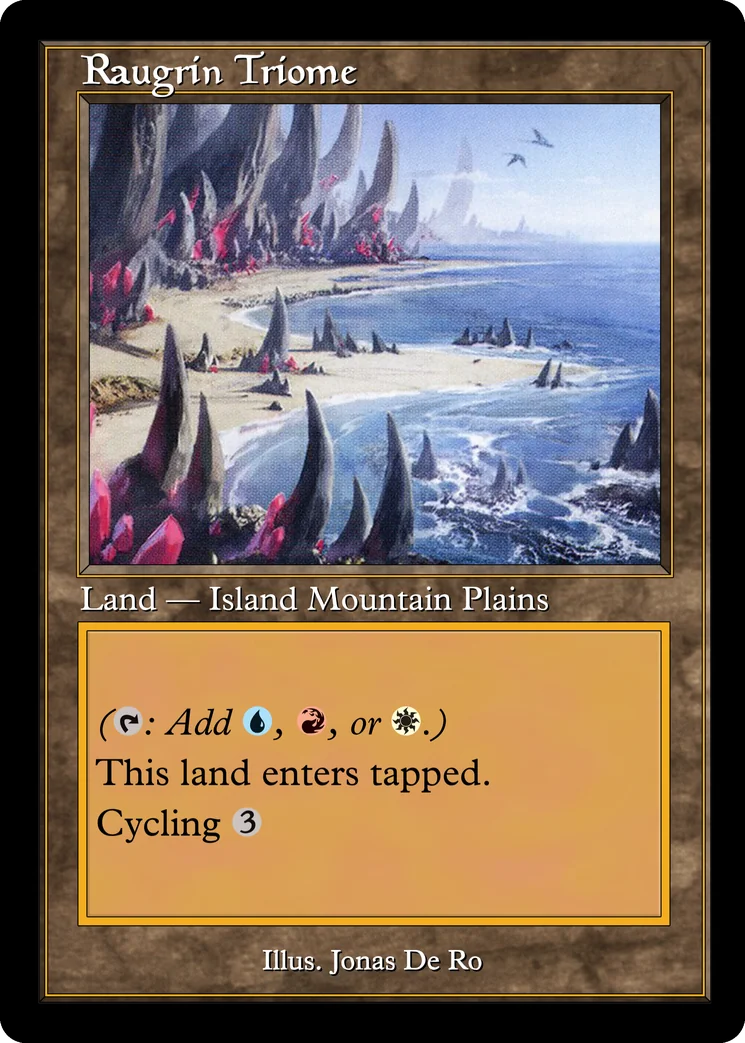 Raugrin Triome
Land — Island Mountain Plains
(: Add , , or .)
This land enters tapped.
Cycling 3
Illus. Jonas De Ro